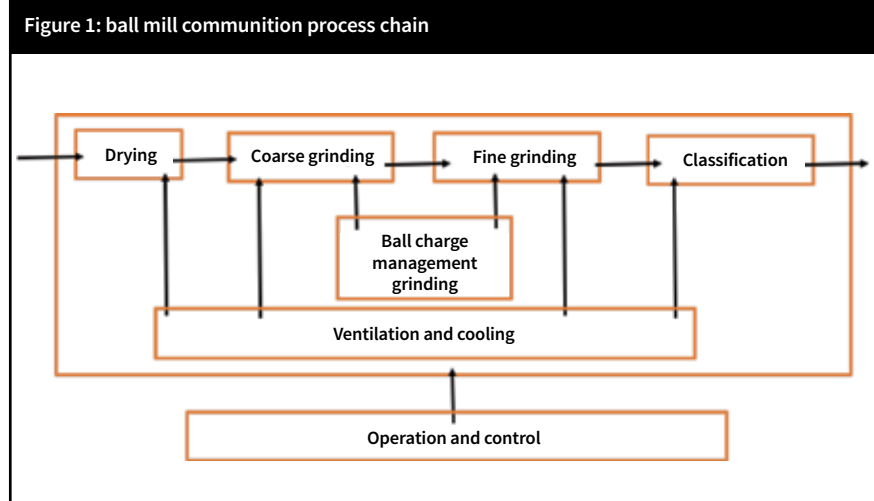 Figure 1: ball mill communition process chain
Drying
Coarse grinding
Fine grinding
Classification
Ball charge
management
grinding
Ventilation and cooling
Operation and control